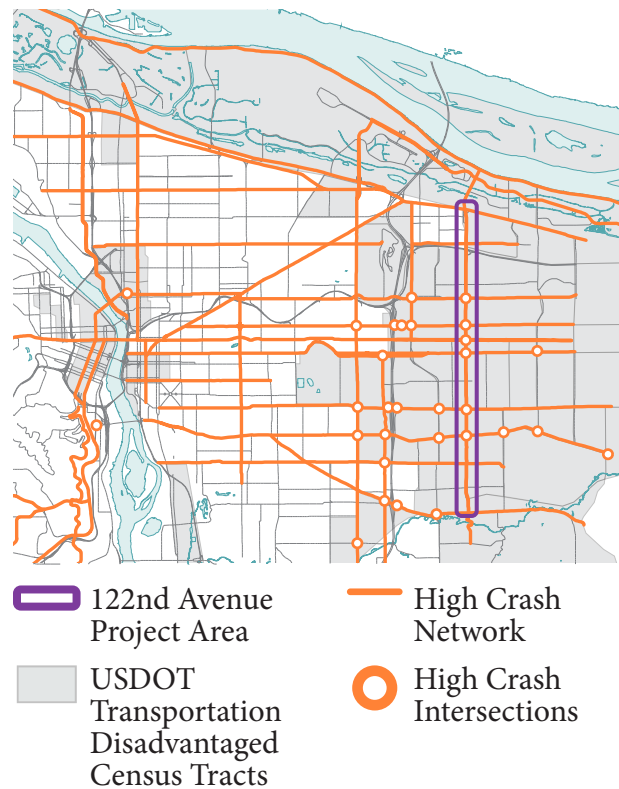 122nd Avenue
Project Area
High Crash
Network
USDOT
Transportation
Disadvantaged
Census Tracts
High Crash
Intersections